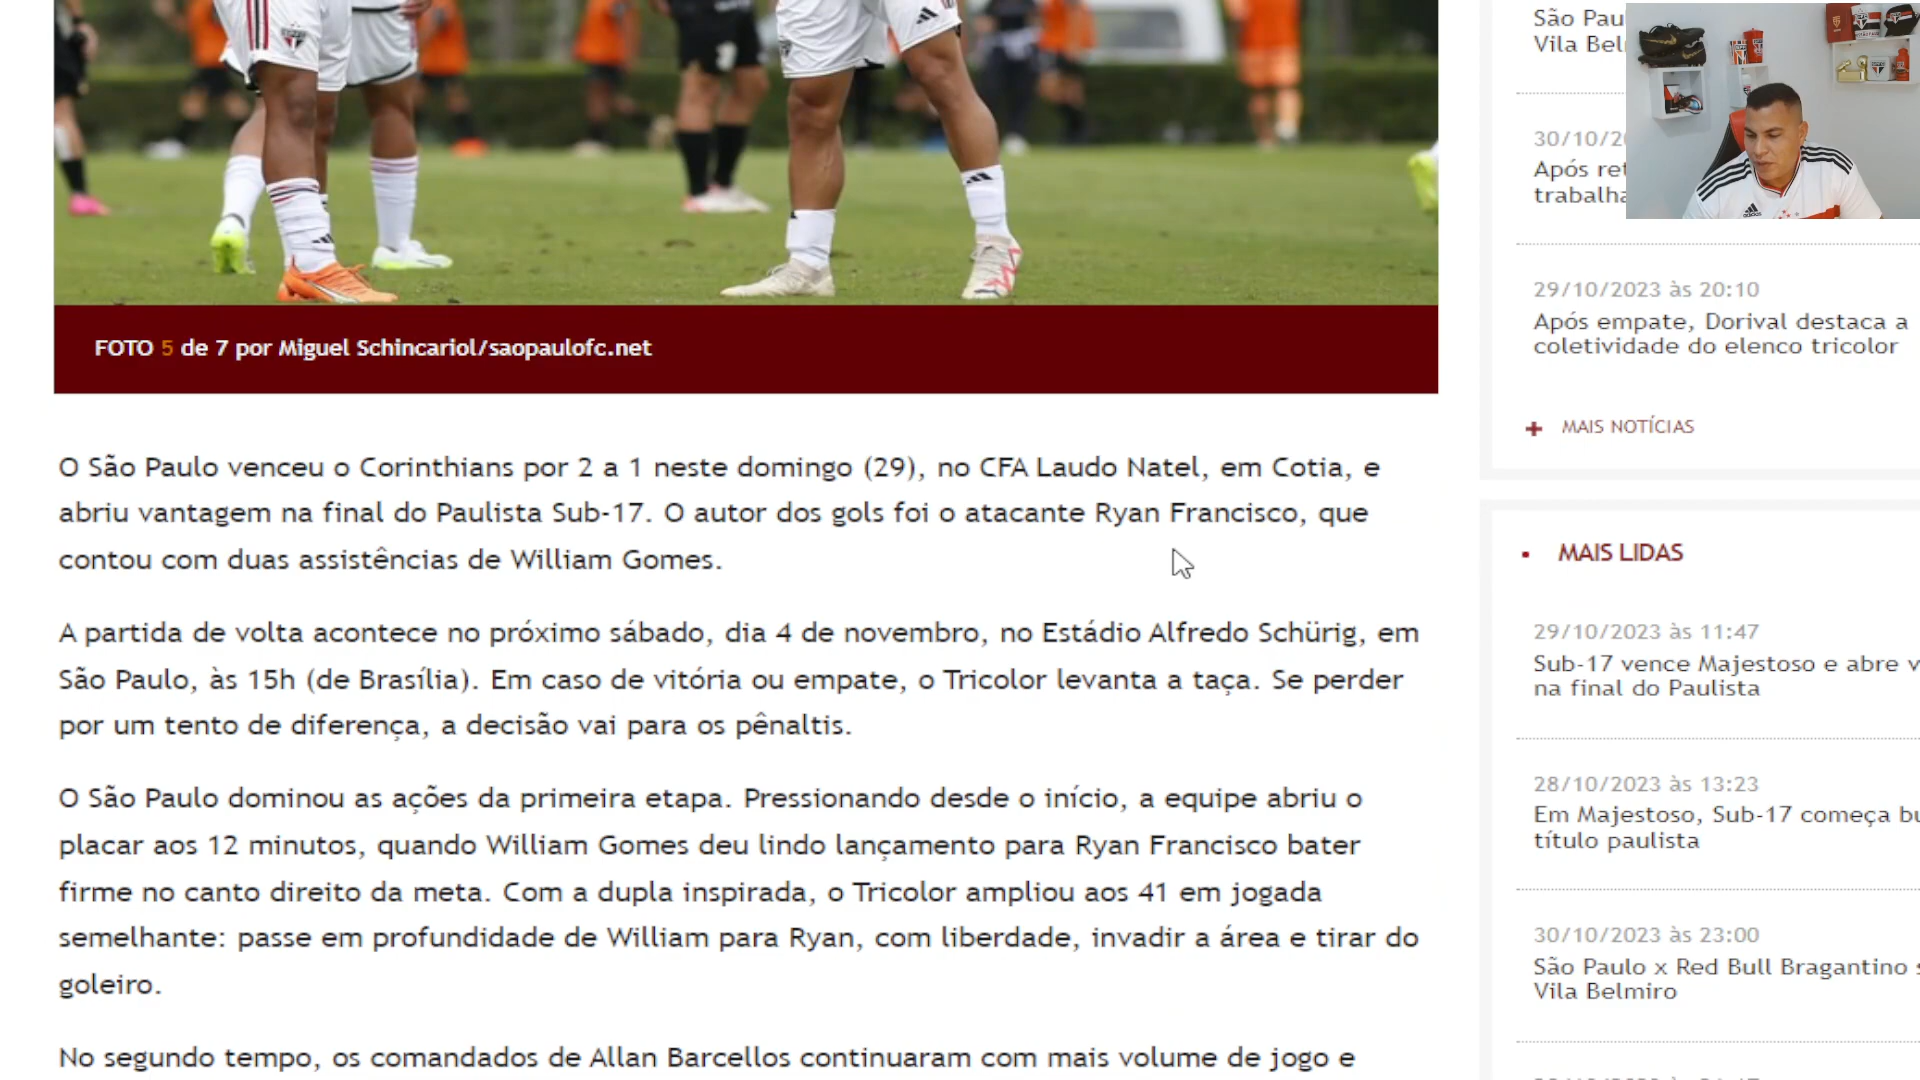 FOTO 5 de 7 por Miguel Schincariol/saopaulofc.net
O São Paulo venceu o Corinthians por 2 a 1 neste domingo (29), no CFA Laudo Natel, em Cotia, e
abriu vantagem na final do Paulista Sub-17. O autor dos gols foi o atacante Ryan Francisco, que
contou com duas assistências de William Gomes.
A partida de volta acontece no próximo sábado, dia 4 de novembro, no Estádio Alfredo Schürig, em
São Paulo, às 15h (de Brasília). Em caso de vitória ou empate, o Tricolor levanta a taça. Se perder
por um tento de diferença, a decisão vai para os pênaltis.
O São Paulo dominou as ações da primeira etapa. Pressionando desde o início, a equipe abriu o
placar aos 12 minutos, quando William Gomes deu lindo lançamento para Ryan Francisco bater
firme no canto direito da meta. Com a dupla inspirada, o Tricolor ampliou aos 41 em jogada
semelhante: passe em profundidade de William para Ryan, com liberdade, invadir a área e tirar do
goleiro.
No segundo tempo, os comandados de Allan Barcellos continuaram com mais volume de jogo e
São Pau
Vila Bel
30/10/2
Após ret
trabalha
29/10/2023 às 20:10
Após empate, Dorival destaca a
coletividade do elenco tricolor
+ MAIS NOTÍCIAS
MAIS LIDAS
29/10/2023 às 11:47
Sub-17 vence Majestoso e abre v
na final do Paulista
28/10/2023 às 13:23
Em Majestoso, Sub-17 começa bu
título paulista
30/10/2023 às 23:00
São Paulo x Red Bull Bragantino s
Vila Belmiro